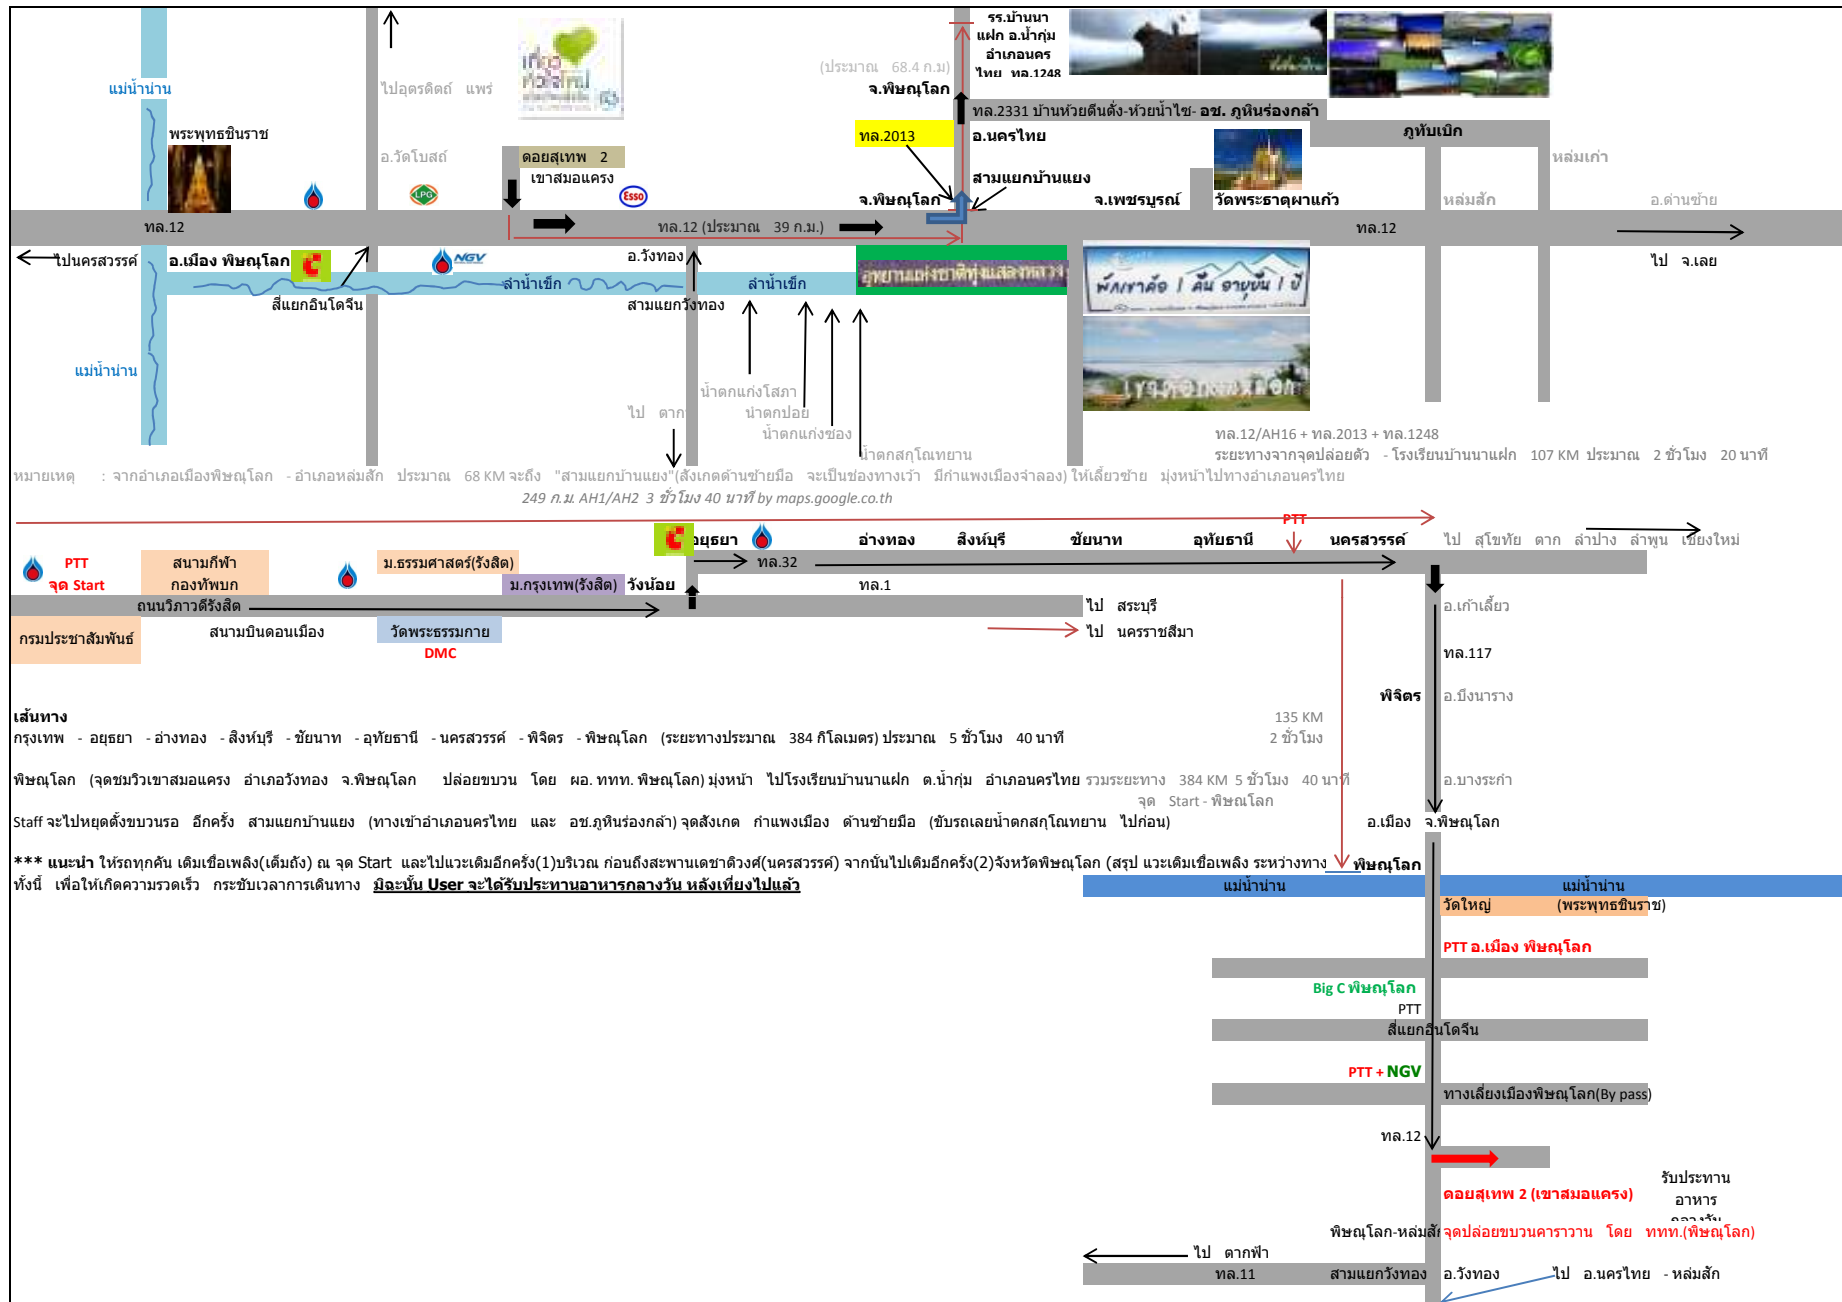 รร.บ้านนา
แฝก อ.น้ำกุ่ม
อำเภอนคร
ไทย ทล.1248
(ประมาณ 68.4 ก.ม)
จ.พิษณุโลก
แม่น้ำน่าน
ไปอุตรดิตถ์ แพร่
ทล.2331 บ้านห้วยตีนตั่ง-ห้วยน้ำไซ- อช. ภูหินร่องกล้า
พระพุทธชินราช
ทล.2013
อ.นครไทย
ภูทับเบิก
อ.วัดโบสถ์
ดอยสุเทพ 2
หล่มเก่า
เขาสมอแครง
สามแยกบ้านแยง
LPG
Esso
จ.พิษณุโลก
จ.เพชรบูรณ์
วัดพระธาตุผาแก้ว
หล่มสัก
อ.ด่านซ้าย
ทล.12
ทล.12 (ประมาณ 39 ก.ม.)
ทล.12
ไปนครสวรรค์
อ.เมือง พิษณุโลก
NGV
อ.วังทอง
ไป จ.เลย
อุทยานแห่งชาติทุ่งแสลงหลวง
ลำน้ำเข็ก
ลำน้ำเข็ก
พักเขาค้อ 1 คืน อายุยืน 1 ปี
สี่แยกอินโดจีน
สามแยกวังทอง
แม่น้ำน่าน
น้ำตกแก่งโสภา
ไป ตาก
น้ำตกปอย
น้ำตกแก่งซอง
น้ำตกสกุโณทยาน
ทล.12/AH16 + ทล.2013 + ทล.1248
ระยะทางจากจุดปล่อยตัว - โรงเรียนบ้านนาแฝก 107 KM ประมาณ 2 ชั่วโมง 20 นาที
หมายเหตุ : จากอำเภอเมืองพิษณุโลก - อำเภอหล่มสัก ประมาณ 68 KM จะถึง "สามแยกบ้านแยง"(สังเกตด้านซ้ายมือ จะเป็นช่องทางเว้า มีกำแพงเมืองจำลอง) ให้เลี้ยวซ้าย มุ่งหน้าไปทางอำเภอนครไทย
249 ก.ม. AH1/AH2 3 ชั่วโมง 40 นาที by maps.google.co.th
PTT
อยุธยา
อ่างทอง
สิงห์บุรี
ชัยนาท
อุทัยธานี
นครสวรรค์
ไป สุโขทัย ตาก ลำปาง ลำพูน เชียงใหม่
PTT
จุด Start
สนามกีฬา
กองทัพบก
ม.ธรรมศาสตร์(รังสิต)
ทล.32
ม.กรุงเทพ(รังสิต)
วังน้อย
ทล.1
ถนนวิภาวดีรังสิต
ไป สระบุรี
อ.เก้าเลี้ยว
กรมประชาสัมพันธ์
สนามบินดอนเมือง
วัดพระธรรมกาย
DMC
ไป นครราชสีมา
ทล.117
พิจิตร
อ.บึงนาราง
เส้นทาง
135 KM
2 ชั่วโมง
กรุงเทพ - อยุธยา - อ่างทอง - สิงห์บุรี - ชัยนาท - อุทัยธานี - นครสวรรค์ - พิจิตร - พิษณุโลก (ระยะทางประมาณ 384 กิโลเมตร) ประมาณ 5 ชั่วโมง 40 นาที
พิษณุโลก (จุดชมวิวเขาสมอแครง อำเภอวังทอง จ.พิษณุโลก ปล่อยขบวน โดย ผอ. ททท. พิษณุโลก) มุ่งหน้า ไปโรงเรียนบ้านนาแฝก ต.น้ำกุ่ม อำเภอนครไทย
รวมระยะทาง 384 KM 5 ชั่วโมง 40 นาที
จุด Start - พิษณโลก
อ.บางระกำ
Staff จะไปหยุดตั้งขบวนรอ อีกครั้ง สามแยกบ้านแยง (ทางเข้าอำเภอนครไทย และ อช.ภูหินร่องกล้า) จุดสังเกต กำแพงเมือง ด้านซ้ายมือ (ขับรถเลยน้ำตกสกุโณทยาน ไปก่อน)
อ.เมือง จ.พิษณุโลก
*** แนะนำ ให้รถทุกคัน เติมเชื้อเพลิง(เต็มถัง) ณ จุด Start และไปแวะเติมอีกครั้ง(1)บริเวณ ก่อนถึงสะพานเดชาติวงศ์(นครสวรรค์) จากนั้นไปเติมอีกครั้ง(2)จังหวัดพิษณุโลก (สรุป แวะเติมเชื้อเพลิง ระหว่างทาง
พิษณุโลก
ทั้งนี้ เพื่อให้เกิดความรวดเร็ว กระชับเวลาการเดินทาง มิฉะนั้น User จะได้รับประทานอาหารกลางวัน หลังเที่ยงไปแล้ว
แม่น้ำน่าน
แม่น้ำน่าน
วัดใหญ่ (พระพุทธชินราช)
PTT อ.เมือง พิษณุโลก
Big C พิษณุโลก
PTT
สี่แยกอินโดจีน
PTT + NGV
ทางเลี่ยงเมืองพิษณุโลก(By pass)
ทล.12
ดอยสุเทพ 2 (เขาสมอแครง)
รับประทาน
อาหาร
กลางวัน
พิษณุโลก-หล่มสัก
จุดปล่อยขบวนคาราวาน โดย ททท.(พิษณุโลก)
ไป ตากฟ้า
ทล.11
สามแยกวังทอง
อ.วังทอง
ไป อ.นครไทย - หล่มสัก